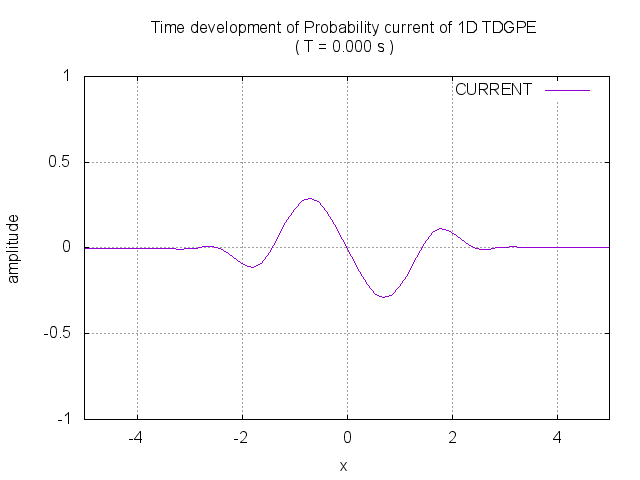 Time development of Probability current of 1D TDGPE
( T = 0.000 s )
CURRENT
1
0.5
0
-0.5
-1
amplitude
-4
-2
0
2
4
x